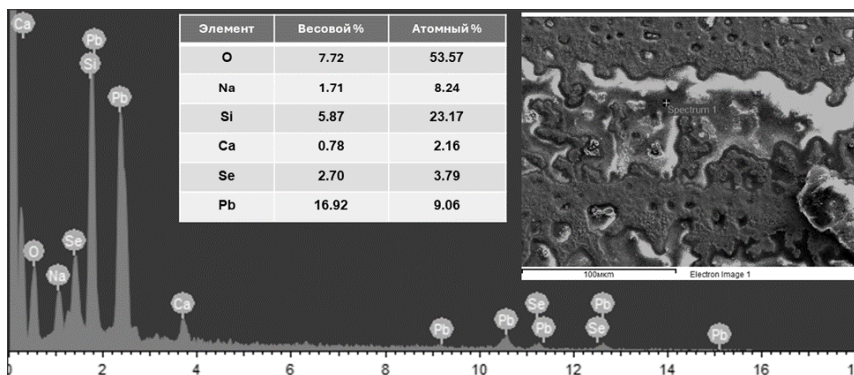 Ca
Pb
Si
Pb
O
Na
Se
Ca
Pb
Pb
Se
Pb
Pb
Se
Pb
0 2 4 6 8 10 12 14 16 18
Элемент Весовой % Атомный %
O 7.72 53.57
Na 1.71 8.24
Si 5.87 23.17
Ca 0.78 2.16
Se 2.70 3.79
Pb 16.92 9.06
Spectrum 1
100мкm Electron Image 1